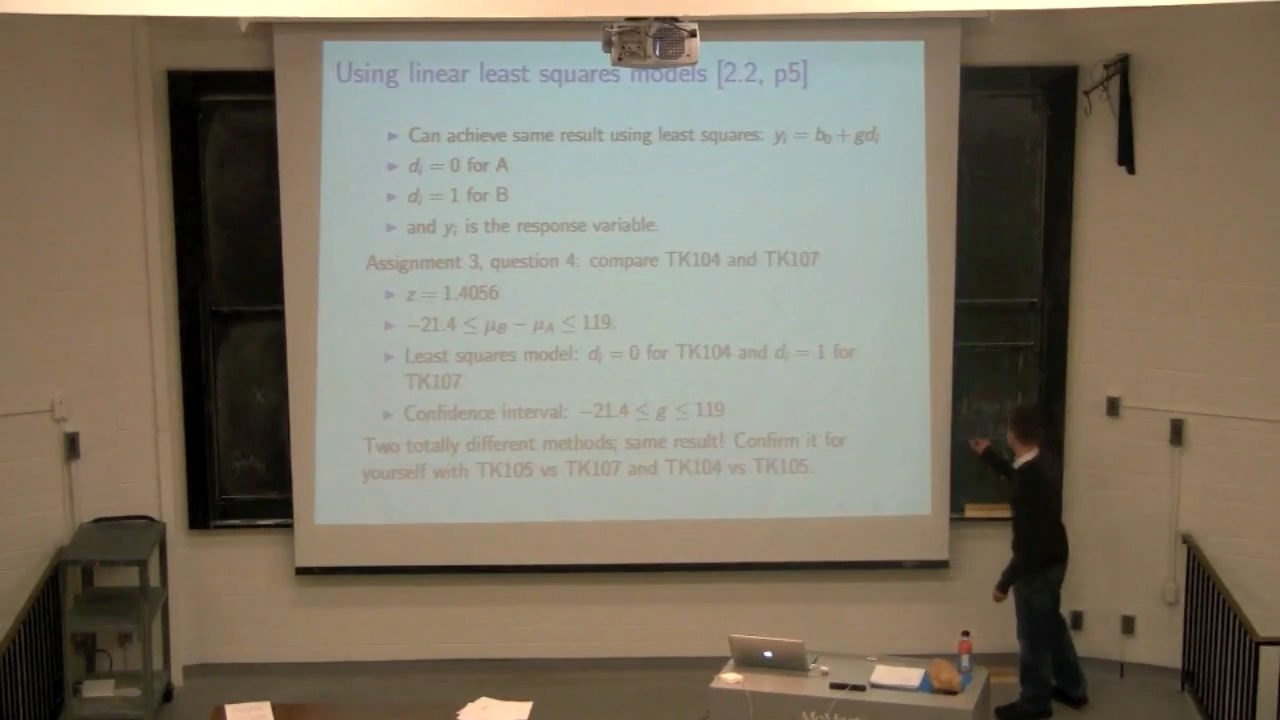 Using linear least squares models [2.2, p5]
► Can achieve same result using least squares: yᵢ = b₀ + gdᵢ
► dᵢ = 0 for A
► dᵢ = 1 for B
► and yᵢ is the response variable.
Assignment 3, question 4: compare TK104 and TK107
► z = 1.4056
► −21.4 ≤ μ_B − μ_A ≤ 119.
► Least squares model: dᵢ = 0 for TK104 and dᵢ = 1 for
TK107
► Confidence interval: −21.4 ≤ g ≤ 119
Two totally different methods; same result! Confirm it for
yourself with TK105 vs TK107 and TK104 vs TK105.